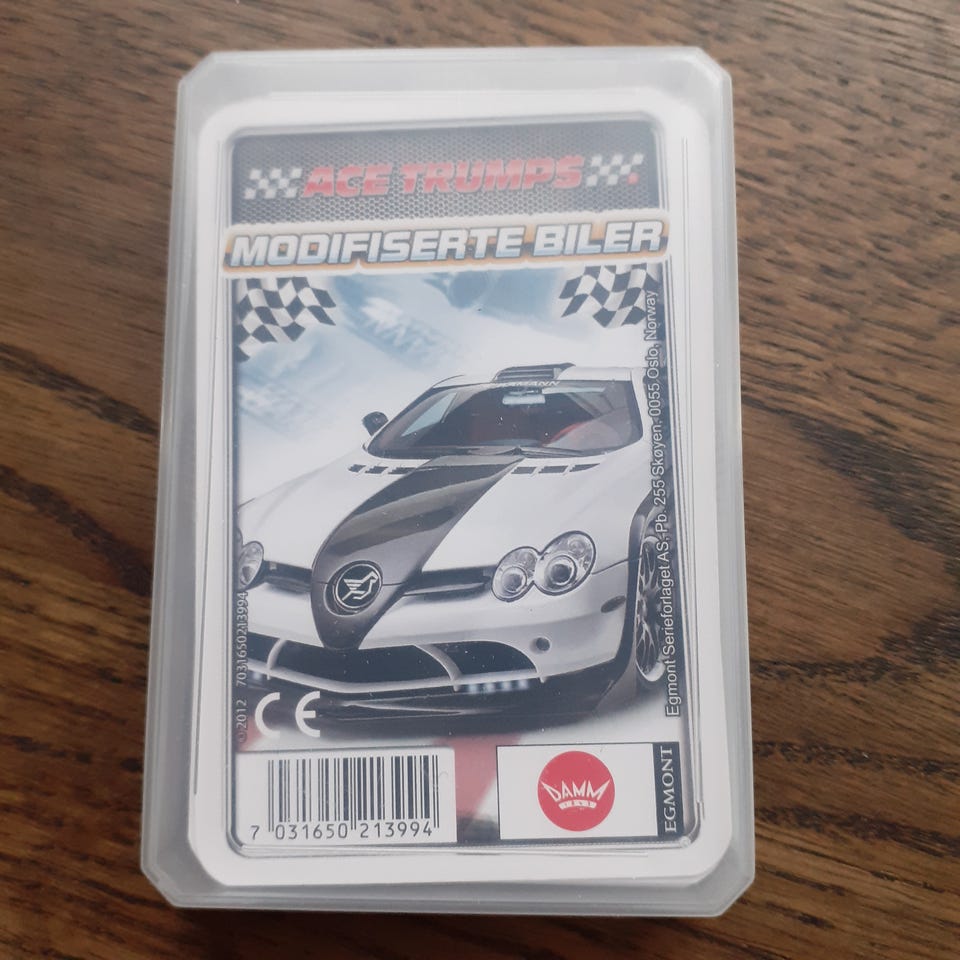 ACE TRUMPS
MODIFISERTE BILER
Egmont Serieforlaget AS, Pb. 255 Skøyen, 0055 Oslo, Norway
©2012 7031650213994
CE
7 031650 213994
DAMM
EGMONT